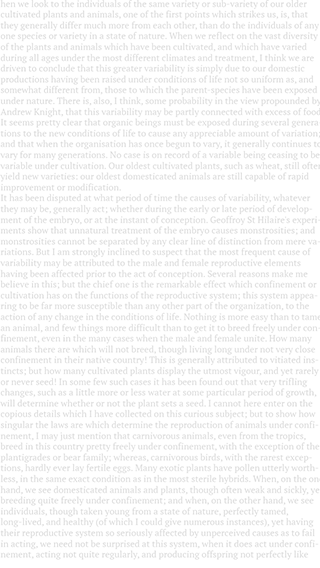 hen we look to the individuals of the same variety or sub-variety of our older
cultivated plants and animals, one of the first points which strikes us, is, that
they generally differ much more from each other, than do the individuals of any
one species or variety in a state of nature. When we reflect on the vast diversity
of the plants and animals which have been cultivated, and which have varied
during all ages under the most different climates and treatment, I think we are
driven to conclude that this greater variability is simply due to our domestic
productions having been raised under conditions of life not so uniform as, and
somewhat different from, those to which the parent-species have been exposed
under nature. There is, also, I think, some probability in the view propounded by
Andrew Knight, that this variability may be partly connected with excess of food.
It seems pretty clear that organic beings must be exposed during several genera
tions to the new conditions of life to cause any appreciable amount of variation;
and that when the organisation has once begun to vary, it generally continues to
vary for many generations. No case is on record of a variable being ceasing to be
variable under cultivation. Our oldest cultivated plants, such as wheat, still often
yield new varieties: our oldest domesticated animals are still capable of rapid
improvement or modification.
It has been disputed at what period of time the causes of variability, whatever
they may be, generally act; whether during the early or late period of develop-
ment of the embryo, or at the instant of conception. Geoffroy St Hilaire's experi-
ments show that unnatural treatment of the embryo causes monstrosities; and
monstrosities cannot be separated by any clear line of distinction from mere va-
riations. But I am strongly inclined to suspect that the most frequent cause of
variability may be attributed to the male and female reproductive elements
having been affected prior to the act of conception. Several reasons make me
believe in this; but the chief one is the remarkable effect which confinement or
cultivation has on the functions of the reproductive system; this system appea-
ring to be far more susceptible than any other part of the organization, to the
action of any change in the conditions of life. Nothing is more easy than to tame
an animal, and few things more difficult than to get it to breed freely under con-
finement, even in the many cases when the male and female unite. How many
animals there are which will not breed, though living long under not very close
confinement in their native country! This is generally attributed to vitiated ins-
tincts; but how many cultivated plants display the utmost vigour, and yet rarely
or never seed! In some few such cases it has been found out that very trifling
changes, such as a little more or less water at some particular period of growth,
will determine whether or not the plant sets a seed. I cannot here enter on the
copious details which I have collected on this curious subject; but to show how
singular the laws are which determine the reproduction of animals under confi-
nement, I may just mention that carnivorous animals, even from the tropics,
breed in this country pretty freely under confinement, with the exception of the
plantigrades or bear family; whereas, carnivorous birds, with the rarest excep-
tions, hardly ever lay fertile eggs. Many exotic plants have pollen utterly worth-
less, in the same exact condition as in the most sterile hybrids. When, on the one
hand, we see domesticated animals and plants, though often weak and sickly, yet
breeding quite freely under confinement; and when, on the other hand, we see
individuals, though taken young from a state of nature, perfectly tamed,
long-lived, and healthy (of which I could give numerous instances), yet having
their reproductive system so seriously affected by unperceived causes as to fail
in acting, we need not be surprised at this system, when it does act under confi-
nement, acting not quite regularly, and producing offspring not perfectly like